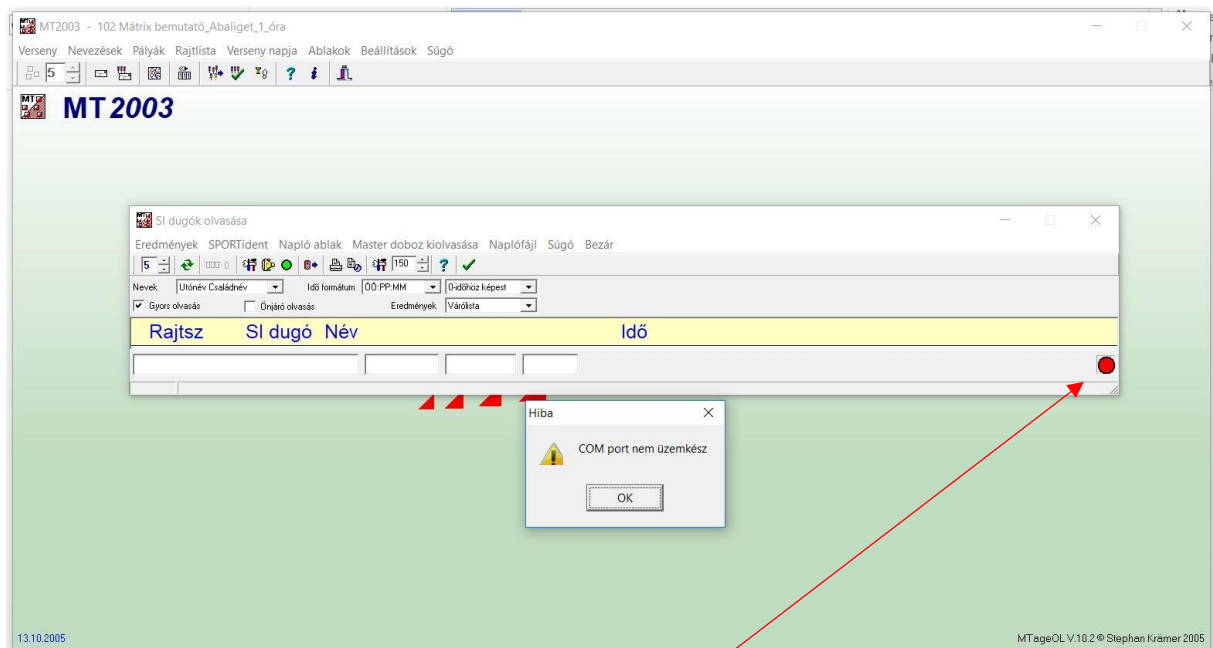 MT2003 - 102 Mátrix bemutató_Abaliget_1_óra
Verseny Nevezések Pályák Rajtlista Verseny napja Ablakok Beállítások Súgó
5
MT2003
SI dugók olvasása
Eredmények SPORTident Napló ablak Master doboz kiolvasása Naplófájl Súgó Bezár
5 0 150
Nevek Utónév Családnév Idő formátum ÓÓ:PP:MM 0-időhöz képest
Gyors olvasás Önjáró olvasás Eredmények Várólista
Rajtsz SI dugó Név Idő
Hiba
COM port nem üzemkész
OK
13.10.2005 MTageOL V.10.2 © Stephan Krämer 2005